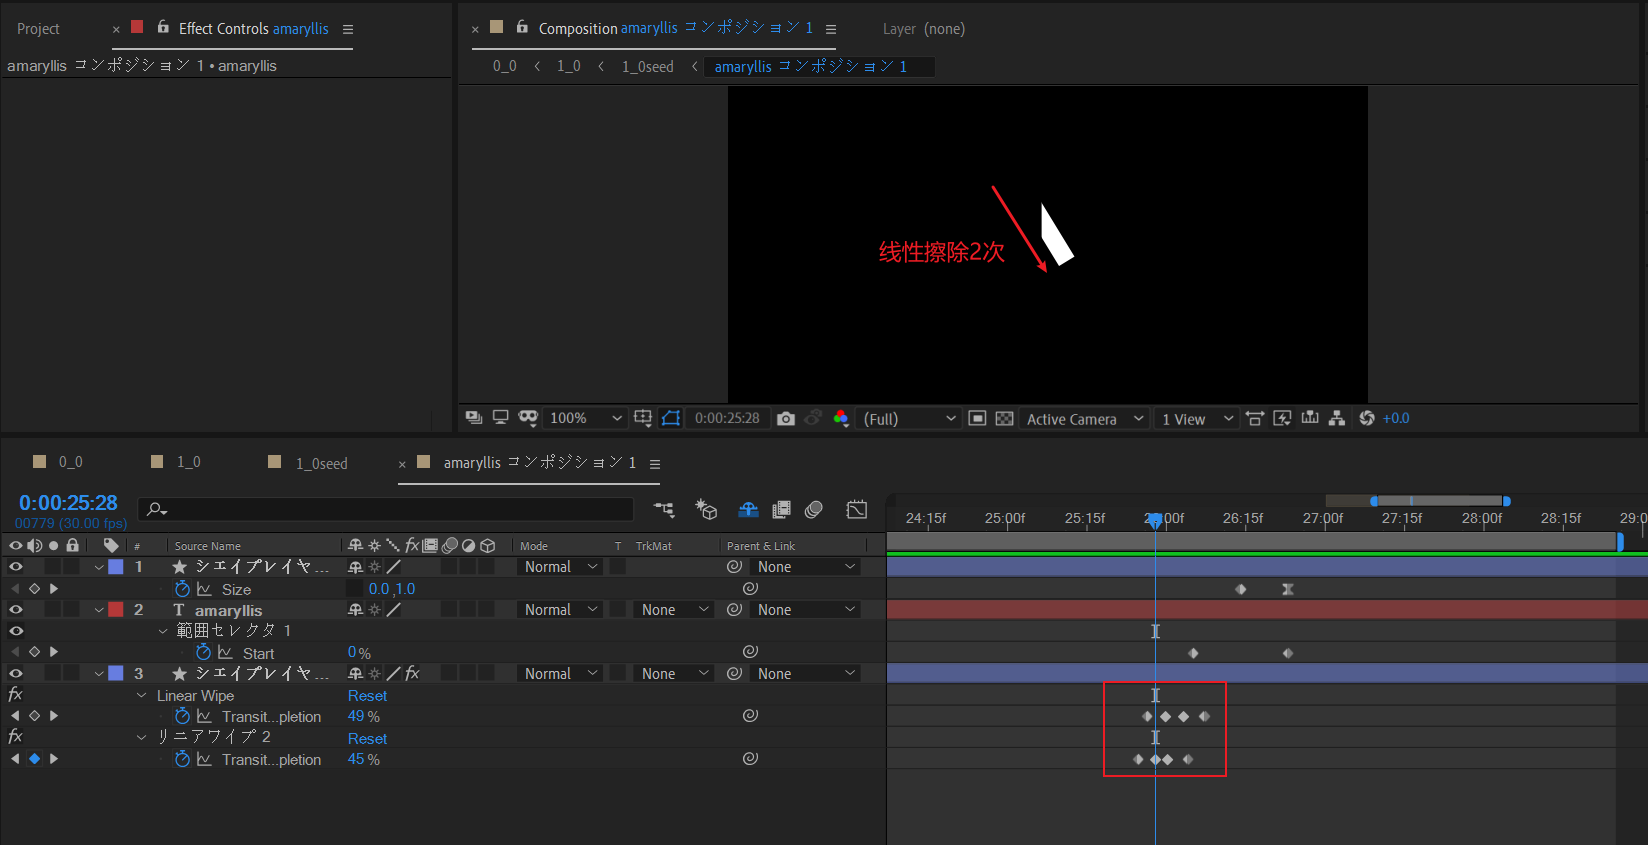 Project
× Effect Controls amaryllis
amaryllis コンポジション 1 • amaryllis
× Composition amaryllis コンポジション 1
Layer (none)
0_0 < 1_0 < 1_0seed < amaryllis コンポジション 1
线性擦除2次
100% 0:00:25:28 (Full) Active Camera 1 View +0.0
0_0 1_0 1_0seed × amaryllis コンポジション 1
0:00:25:28
00779 (30.00 fps)
24:15f 25:00f 25:15f 26:15f 27:00f 27:15f 28:00f 28:15f
# Source Name fx Mode T TrkMat Parent & Link
1 シェイプレイヤ... Normal None
Size 0.0,1.0
2 T amaryllis Normal None None
範囲セレクタ 1
Start 0%
3 シェイプレイヤ... fx Normal None None
fx Linear Wipe Reset
Transit...pletion 49%
fx リニアワイプ 2 Reset
Transit...pletion 45%